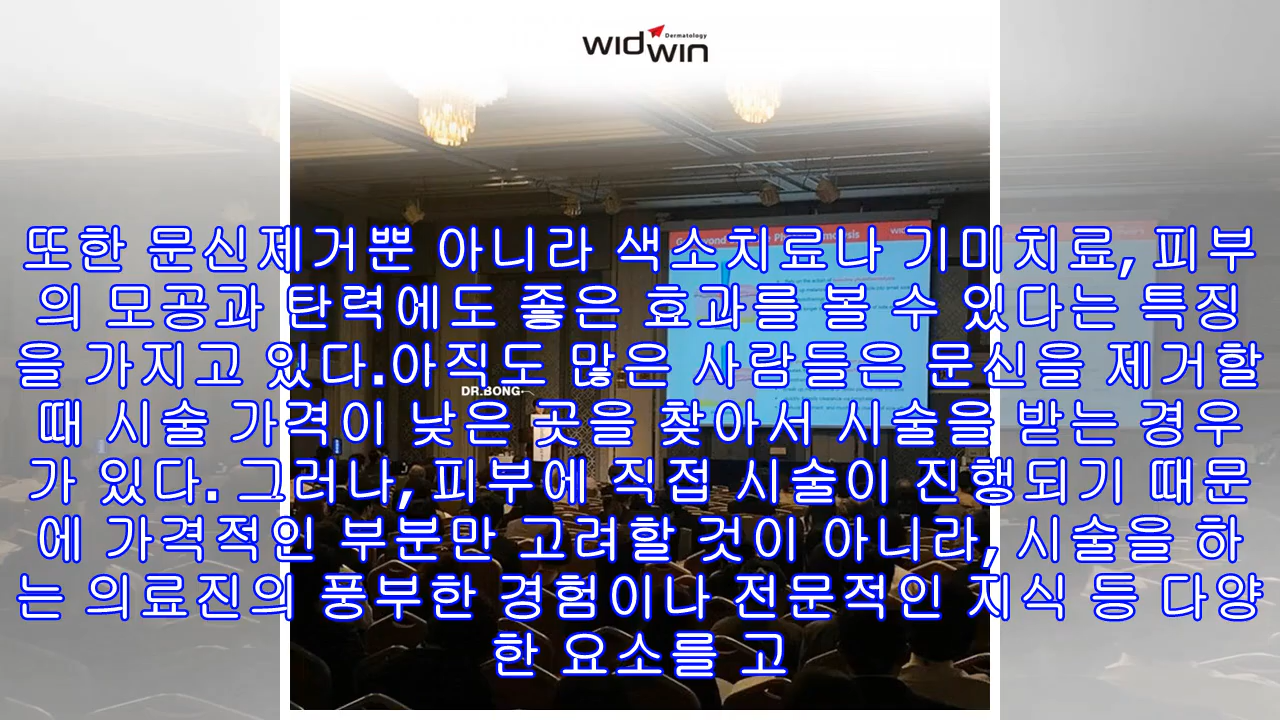 widwin
Dermatology
또한 문신제거뿐 아니라 색소치료나 기미치료, 피부
의 모공과 탄력에도 좋은 효과를 볼 수 있다는 특징
을 가지고 있다.아직도 많은 사람들은 문신을 제거할
때 시술 가격이 낮은 곳을 찾아서 시술을 받는 경우
가 있다. 그러나, 피부에 직접 시술이 진행되기 때문
에 가격적인 부분만 고려할 것이 아니라, 시술을 하
는 의료진의 풍부한 경험이나 전문적인 지식 등 다양
한 요소를 고
DR.BONG